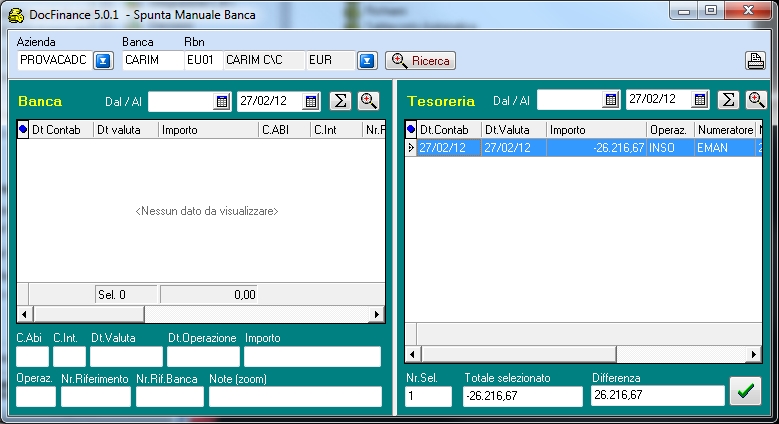 DocFinance 5.0.1 - Spunta Manuale Banca
Azienda Banca Rbn
PROVACADC CARIM EU01 CARIM C\C EUR Ricerca
Banca Dal / Al 27/02/12 Σ
Dt Contab Dt valuta Importo C.ABI C.Int Nr.F
<Nessun dato da visualizzare>
Sel. 0 0,00
C.Abi C.Int. Dt.Valuta Dt.Operazione Importo
Operaz. Nr.Riferimento Nr.Rif.Banca Note (zoom)
Tesoreria Dal / Al 27/02/12 Σ
Dt.Contab Dt.Valuta Importo Operaz. Numeratore N
27/02/12 27/02/12 -26.216,67 INSO EMAN 2
Nr.Sel. Totale selezionato Differenza
1 -26.216,67 26.216,67